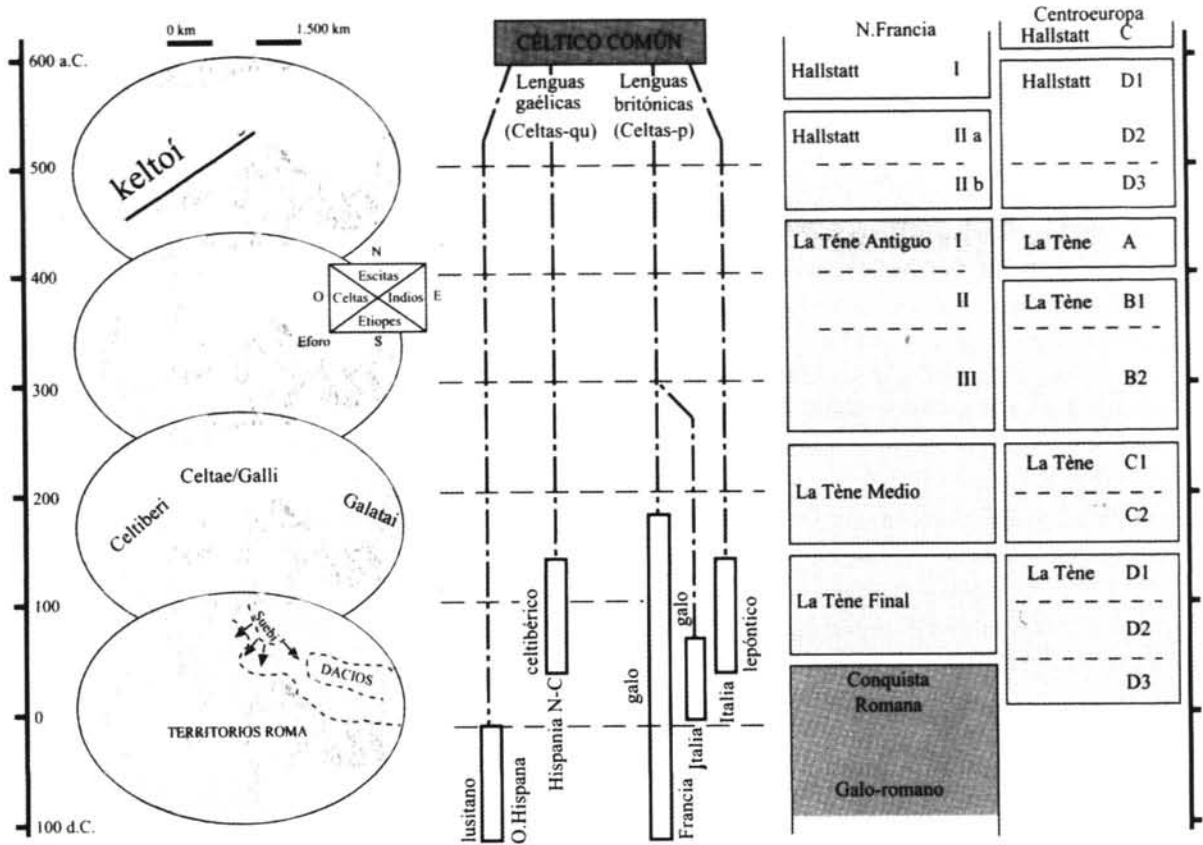 0 km 1.500 km
600 a.C.
500
400
300
200
100
0
100 d.C.
keltoí
N
Escitas
O Celtas Indios E
Etiopes
Eforo S
Celtae/Galli
Celtiberi
Galatai
Suebi
DACIOS
TERRITORIOS ROMA
CÉLTICO COMÚN
Lenguas
gaélicas
(Celtas-qu)
Lenguas
britónicas
(Celtas-p)
lusitano
O.Hispana
celtibérico
Hispania N-C
galo
Francia
galo
Italia
lepóntico
Italia
N.Francia
Hallstatt I
Hallstatt II a
II b
La Téne Antiguo I
II
III
La Tène Medio
La Tène Final
Conquista
Romana
Galo-romano
Centroeuropa
Hallstatt C
Hallstatt D1
D2
D3
La Tène A
La Tène B1
B2
La Tène C1
C2
La Tène D1
D2
D3